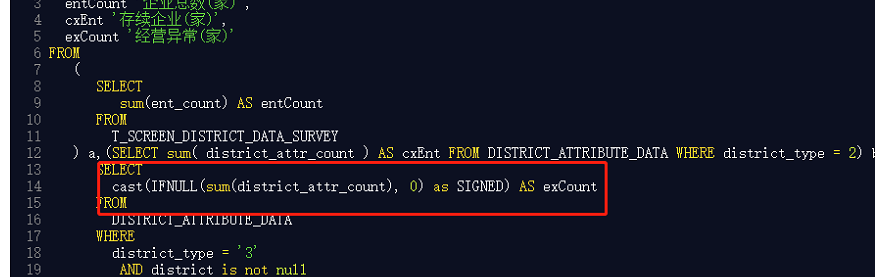 3 entCount '企业总数(家)',
4 cxEnt '存续企业(家)',
5 exCount '经营异常(家)'
6 FROM
7 (
8 SELECT
9 sum(ent_count) AS entCount
10 FROM
11 T_SCREEN_DISTRICT_DATA_SURVEY
12 ) a,(SELECT sum( district_attr_count ) AS cxEnt FROM DISTRICT_ATTRIBUTE_DATA WHERE district_type = 2)
13 SELECT
14 cast(IFNULL(sum(district_attr_count), 0) as SIGNED) AS exCount
15 FROM
16 DISTRICT_ATTRIBUTE_DATA
17 WHERE
18 district_type = '3'
19 AND district is not null